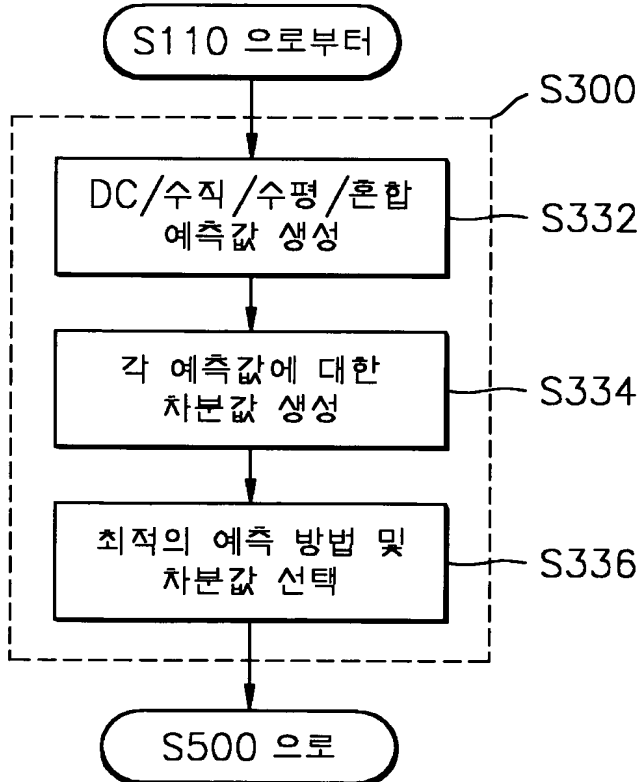 S110 으로부터
S300
DC/수직/수평/혼합
예측값 생성
S332
각 예측값에 대한
차분값 생성
S334
최적의 예측 방법 및
차분값 선택
S336
S500 으로